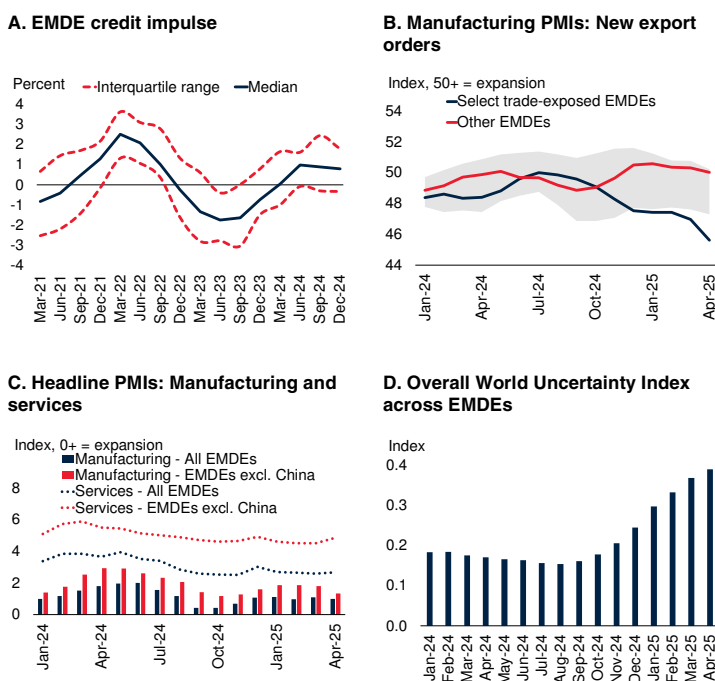 A. EMDE credit impulse
Percent
Interquartile range
Median
4
3
2
1
0
-1
-2
-3
-4
Mar-21
Jun-21
Sep-21
Dec-21
Mar-22
Jun-22
Sep-22
Dec-22
Mar-23
Jun-23
Sep-23
Dec-23
Mar-24
Jun-24
Sep-24
Dec-24
B. Manufacturing PMIs: New export
orders
Index, 50+ = expansion
Select trade-exposed EMDEs
Other EMDEs
54
52
50
48
46
44
Jan-24
Apr-24
Jul-24
Oct-24
Jan-25
Apr-25
C. Headline PMIs: Manufacturing and
services
Index, 0+ = expansion
Manufacturing - All EMDEs
Manufacturing - EMDEs excl. China
Services - All EMDEs
Services - EMDEs excl. China
8
6
4
2
0
Jan-24
Apr-24
Jul-24
Oct-24
Jan-25
Apr-25
D. Overall World Uncertainty Index
across EMDEs
Index
0.4
0.3
0.2
0.1
0.0
Jan-24
Feb-24
Mar-24
Apr-24
May-24
Jun-24
Jul-24
Aug-24
Sep-24
Oct-24
Nov-24
Dec-24
Jan-25
Feb-25
Mar-25
Apr-25